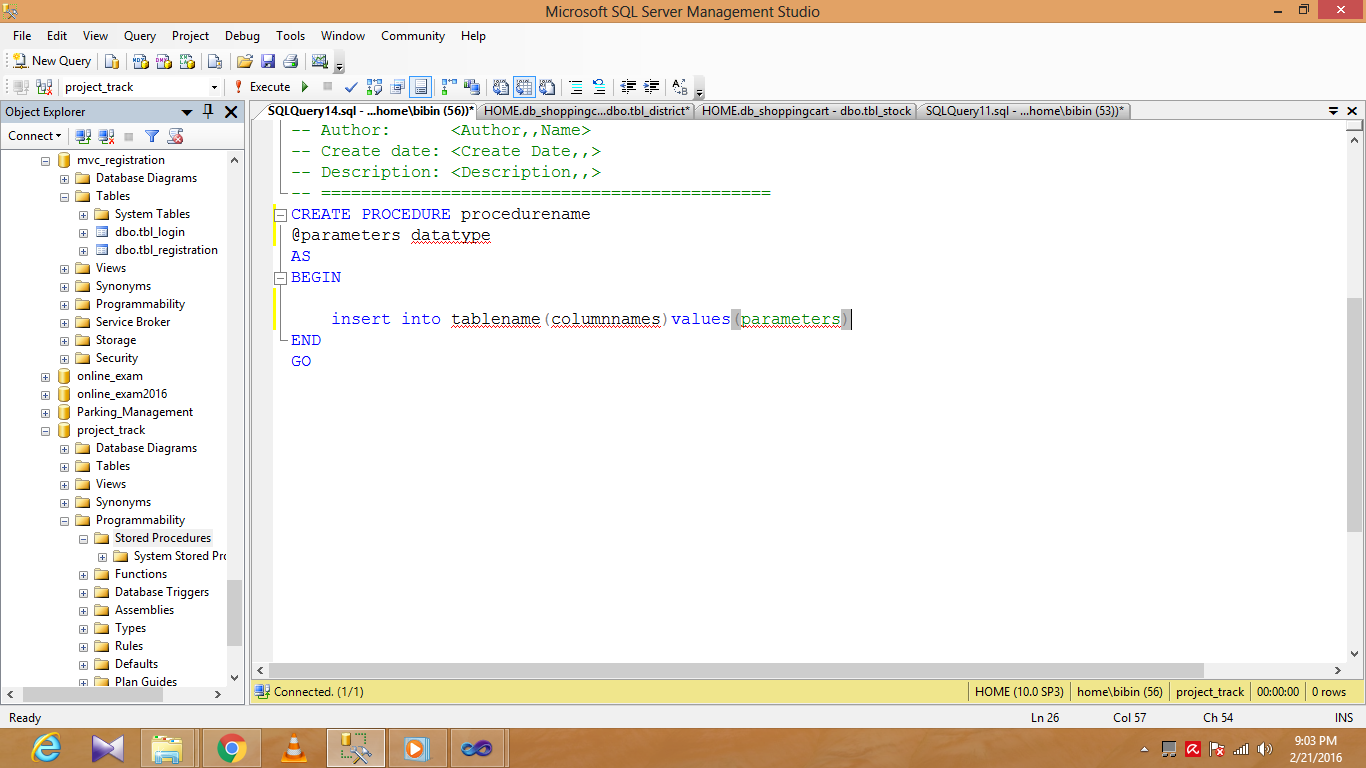 Microsoft SQL Server Management Studio
File Edit View Query Project Debug Tools Window Community Help
New Query
project_track Execute
Object Explorer
Connect
mvc_registration
Database Diagrams
Tables
System Tables
dbo.tbl_login
dbo.tbl_registration
Views
Synonyms
Programmability
Service Broker
Storage
Security
online_exam
online_exam2016
Parking_Management
project_track
Database Diagrams
Tables
Views
Synonyms
Programmability
Stored Procedures
System Stored Pro
Functions
Database Triggers
Assemblies
Types
Rules
Defaults
Plan Guides
SQLQuery14.sql - ...home\bibin (56))* HOME.db_shoppingc...dbo.tbl_district* HOME.db_shoppingcart - dbo.tbl_stock SQLQuery11.sql - ...home\bibin (53))*
-- Author: <Author,,Name>
-- Create date: <Create Date,,>
-- Description: <Description,,>
-- =============================================
CREATE PROCEDURE procedurename
@parameters datatype
AS
BEGIN
insert into tablename(columnnames)values(parameters)
END
GO
Connected. (1/1) HOME (10.0 SP3) home\bibin (56) project_track 00:00:00 0 rows
Ready Ln 26 Col 57 Ch 54 INS
9:03 PM
2/21/2016